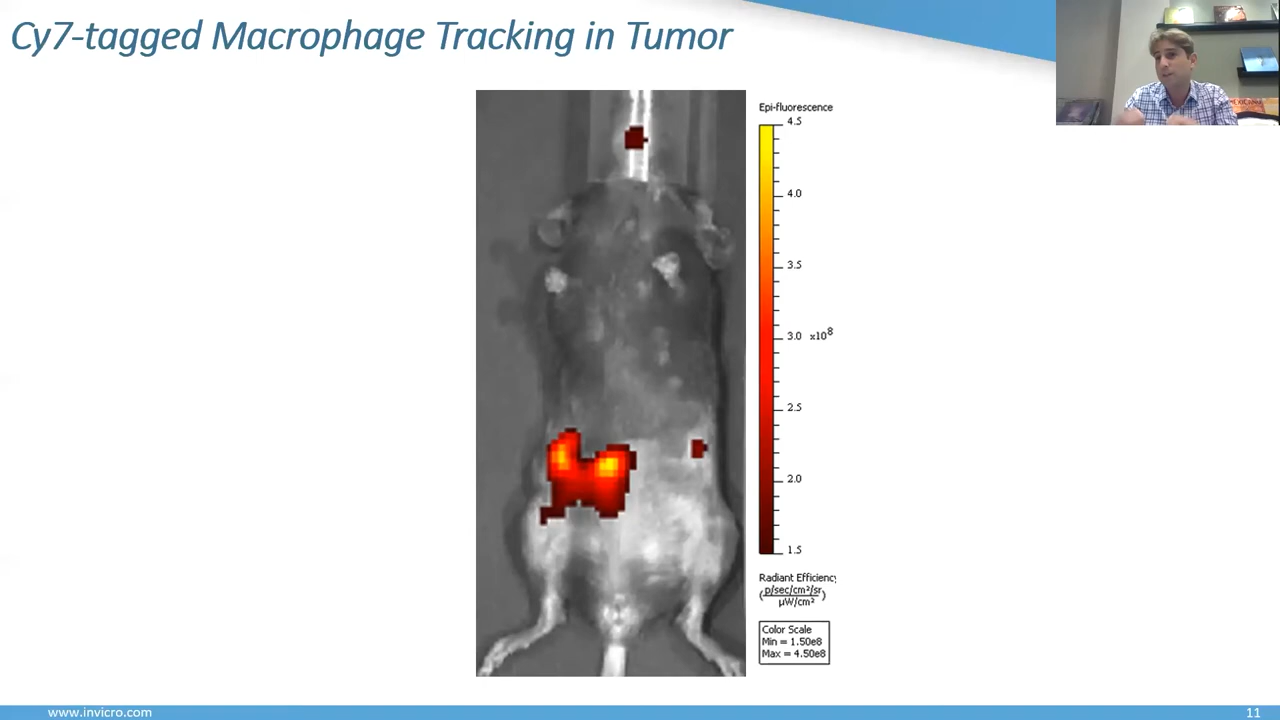 Cy7-tagged Macrophage Tracking in Tumor
Epi-fluorescence
4.5
4.0
3.5
3.0 x10⁸
2.5
2.0
1.5
Radiant Efficiency
(p/sec/cm²/sr
µW/cm²)
Color Scale
Min = 1.50e8
Max = 4.50e8
www.invicro.com
11